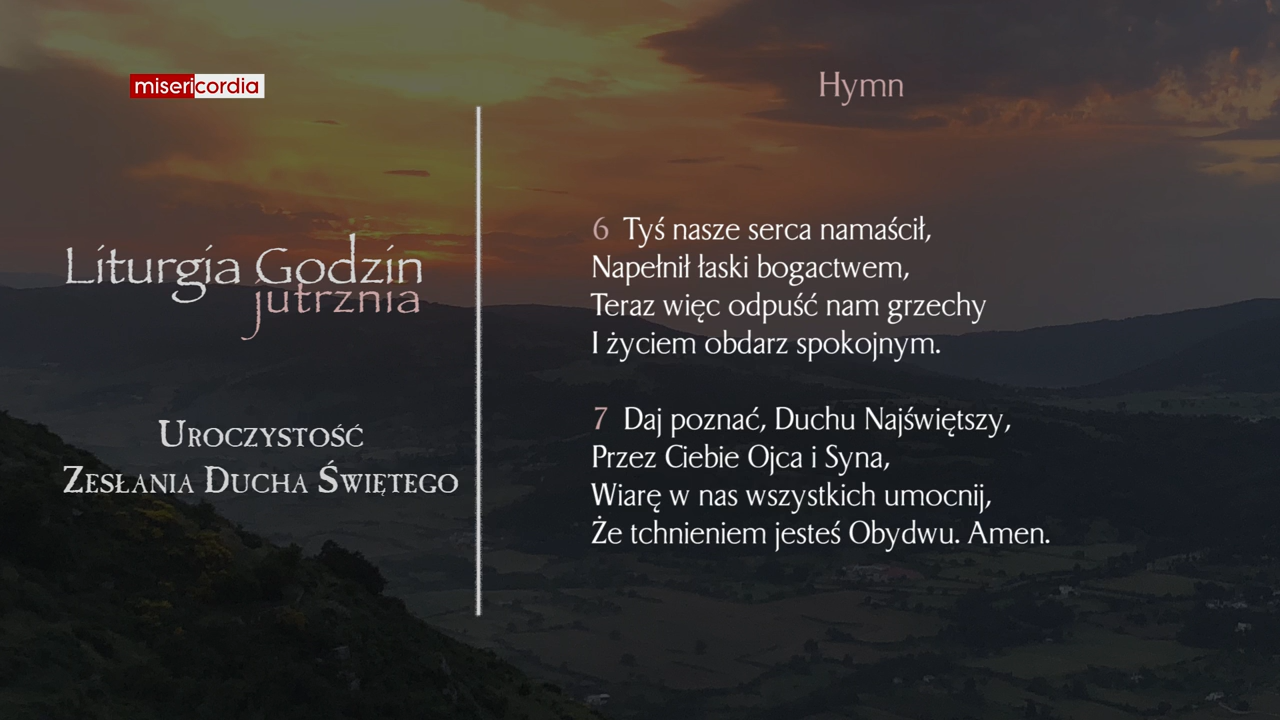 misericordia
Liturgia Godzin
jutrznia
Uroczystość
Zesłania Ducha Świętego
Hymn
6 Tyś nasze serca namaścił,
Napełnił łaski bogactwem,
Teraz więc odpuść nam grzechy
I życiem obdarz spokojnym.
7 Daj poznać, Duchu Najświętszy,
Przez Ciebie Ojca i Syna,
Wiarę w nas wszystkich umocnij,
Że tchnieniem jesteś Obydwu. Amen.